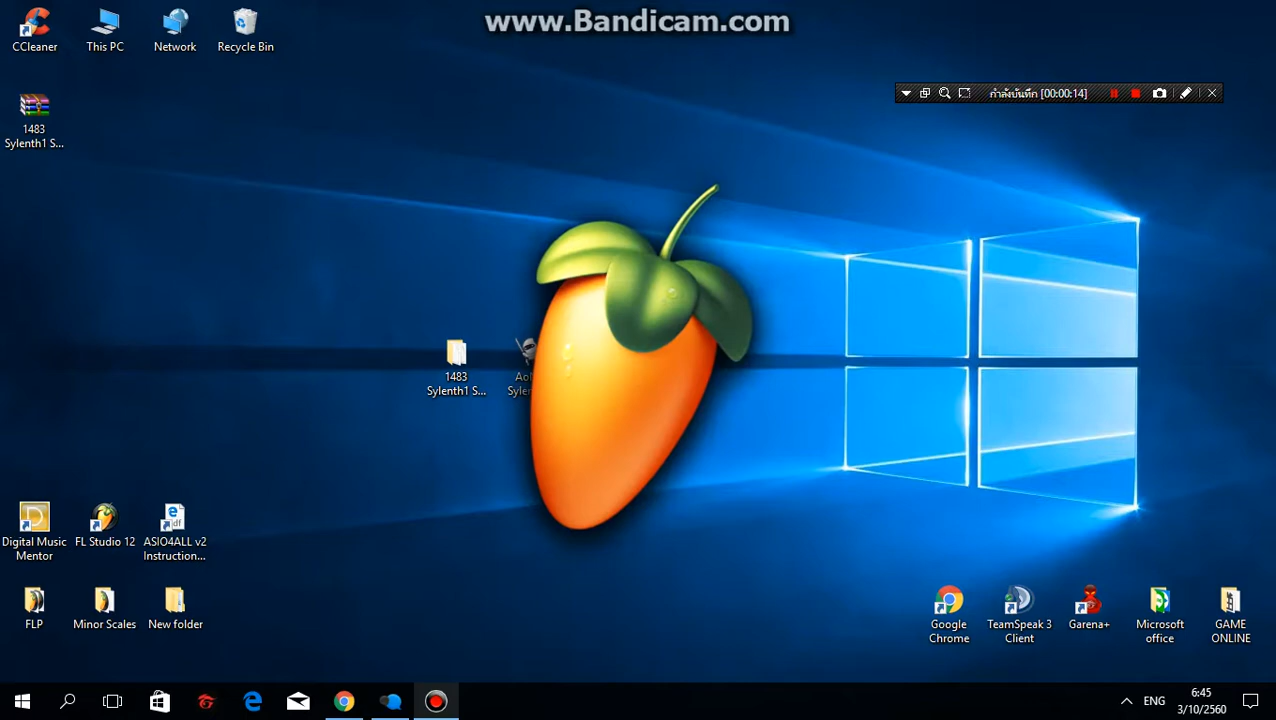 www.Bandicam.com
CCleaner
This PC
Network
Recycle Bin
กำลังบันทึก [00:00:14]
1483
Sylenth1 S...
1483
Sylenth1 S...
Digital Music
Mentor
FL Studio 12
ASIO4ALL v2
Instruction...
FLP
Minor Scales
New folder
Google
Chrome
TeamSpeak 3
Client
Garena+
Microsoft
office
GAME
ONLINE
ENG
6:45
3/10/2560